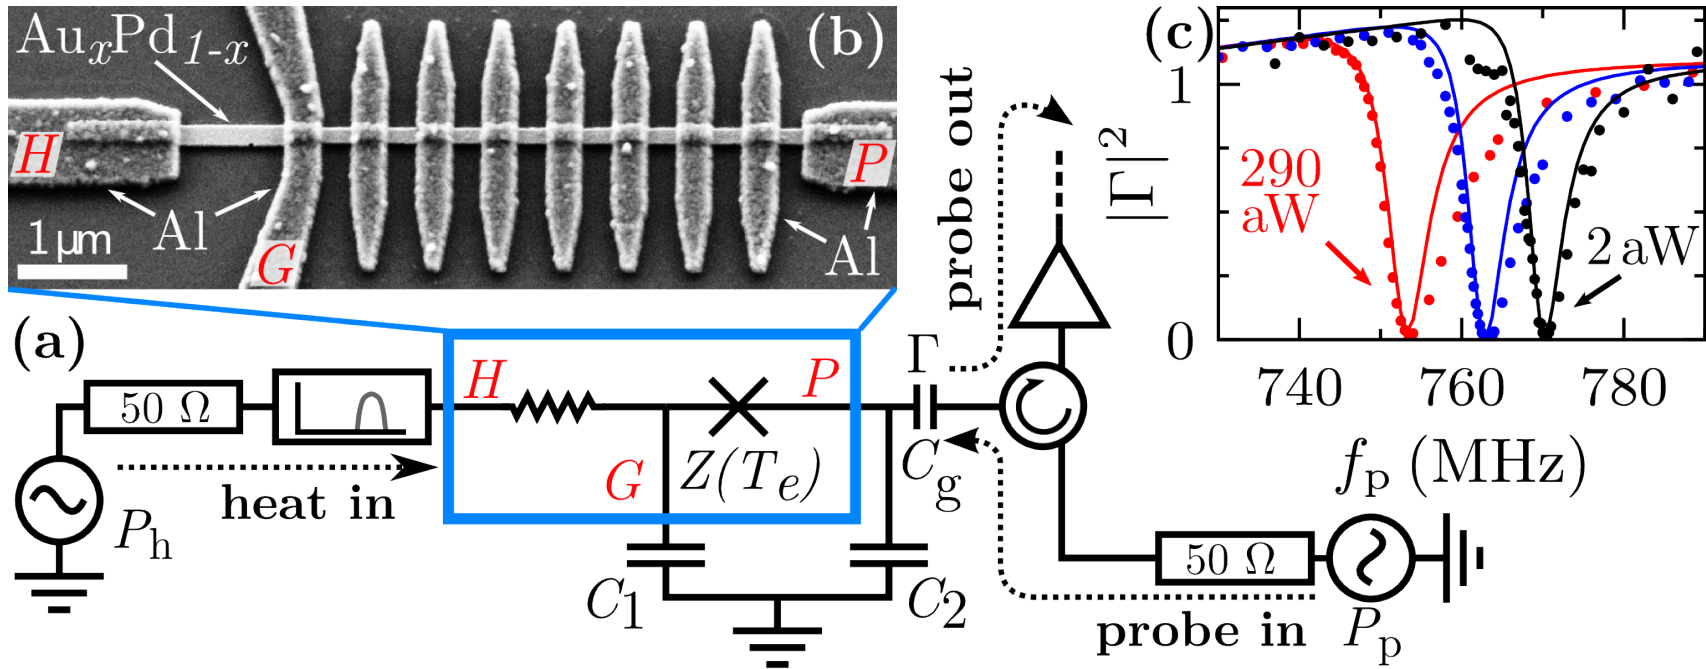 (b)
AuxPd1-x
H
P
Al
G
Al
1 µm
(c)
|Γ|²
1
0
290
aW
2 aW
740 760 780
fp (MHz)
(a)
50 Ω
heat in
Ph
H
P
G
Z(Te)
C1
C2
Γ
Cg
probe out
50 Ω
probe in
Pp